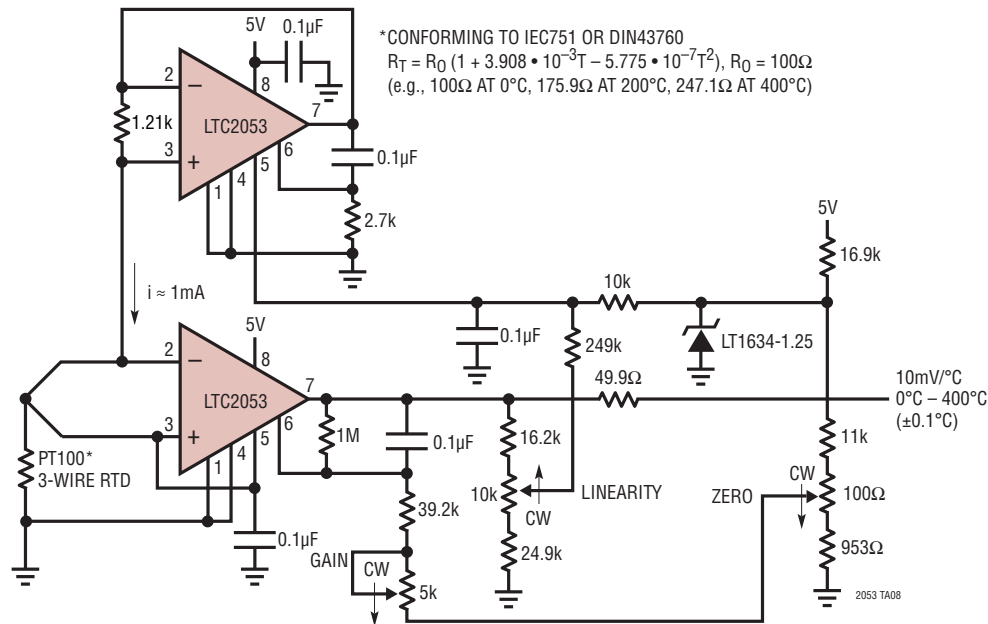 *CONFORMING TO IEC751 OR DIN43760
R_T = R_O (1 + 3.908 • 10⁻³T – 5.775 • 10⁻⁷T²), R_O = 100Ω
(e.g., 100Ω AT 0°C, 175.9Ω AT 200°C, 247.1Ω AT 400°C)
5V
0.1µF
2
–
8
1.21k
LTC2053
7
3
+
6
5
4
1
0.1µF
2.7k
i ≈ 1mA
5V
16.9k
10k
0.1µF
249k
LT1634-1.25
5V
2
–
8
LTC2053
7
49.9Ω
10mV/°C
0°C – 400°C
(±0.1°C)
3
+
6
5
4
1
1M
0.1µF
16.2k
11k
PT100*
3-WIRE RTD
10k
CW
LINEARITY
ZERO
CW
100Ω
39.2k
0.1µF
24.9k
953Ω
GAIN
CW
5k
2053 TA08